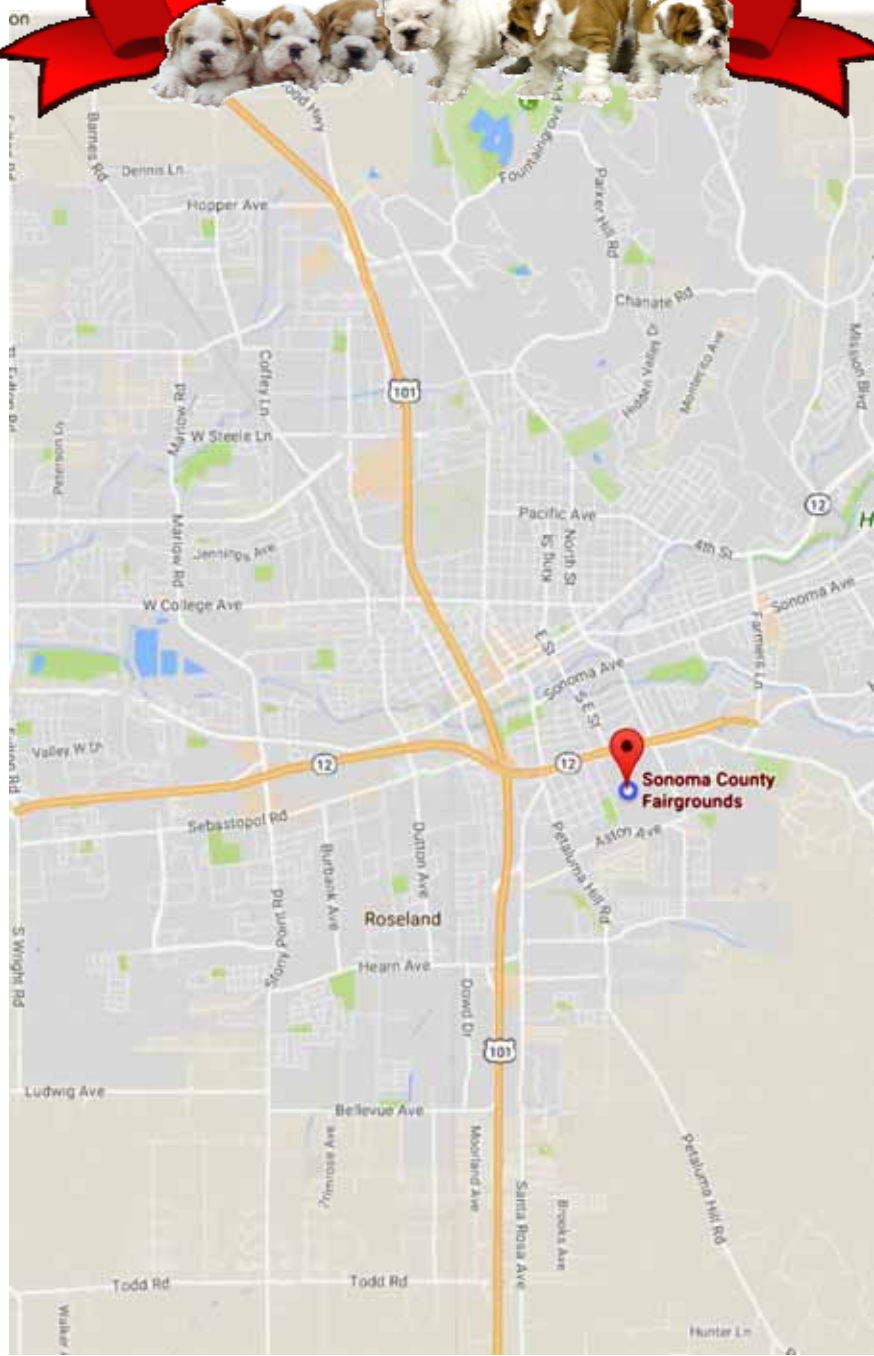 on
Barnes Rd
Dennis Ln
Hopper Ave
Fountaingrove
Parker Hill Rd
Chanate Rd
Hidden Valley D
Montecito Ave
Mission Blvd
101
Coffey Ln
Marlow Rd
W Steele Ln
Peterson Ln
12
Pacific Ave
H
Marlow Rd
Jennings Ave
King St
North St
4th St
W College Ave
Sonoma Ave
Farmers Ln
E St
Sonoma Ave
S E St
Valley W
12
12
Sonoma County
Fairgrounds
Sebastopol Rd
Aston Ave
Burbank Ave
Dutton Ave
Petaluma Hill Rd
Stony Point Rd
Roseland
S Wright Rd
Hearn Ave
Dowd Dr
101
Ludwig Ave
Bellevue Ave
Primrose Ave
Moorland Ave
Petaluma Hill Rd
Santa Rosa Ave
Brooks Ave
Todd Rd
Todd Rd
Walker
Hunter Ln